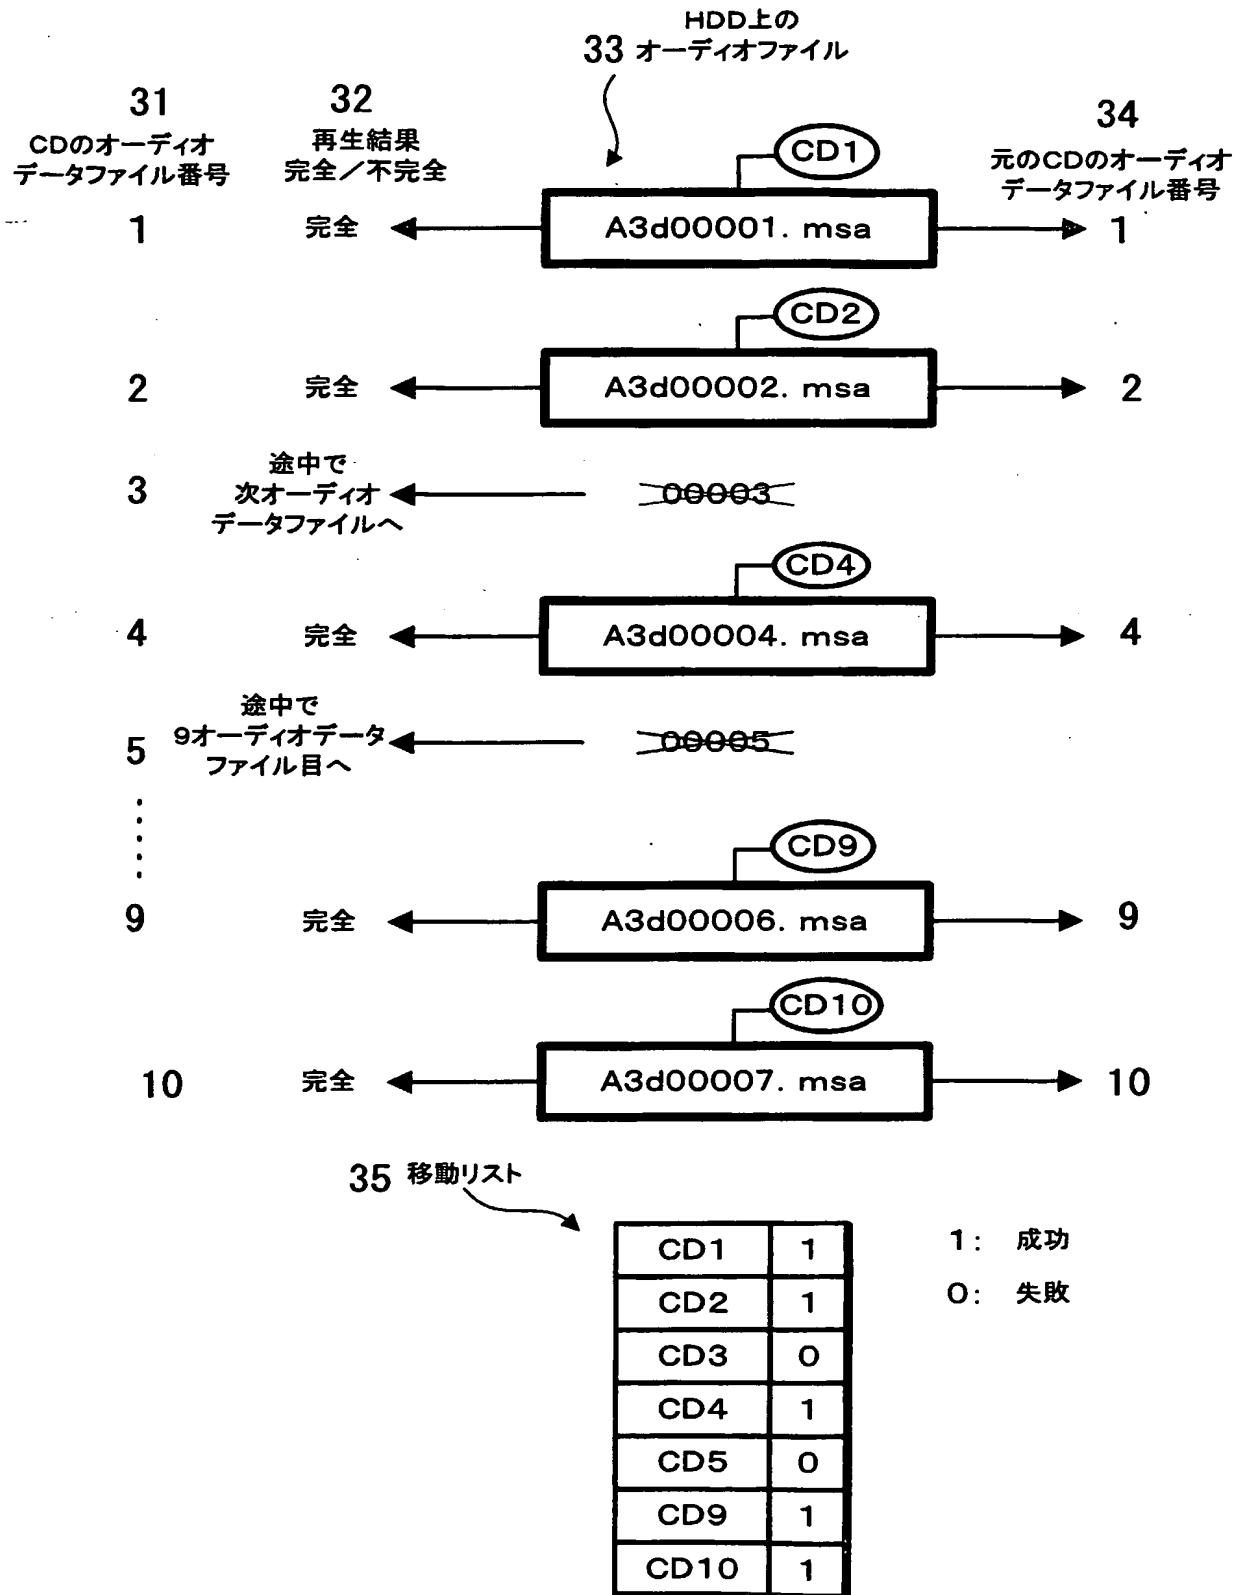 HDD上の
33 オーディオファイル
31
CDのオーディオ
データファイル番号
32
再生結果
完全/不完全
34
元のCDのオーディオ
データファイル番号
CD1
1 完全 A3d00001. msa 1
CD2
2 完全 A3d00002. msa 2
途中で
次オーディオ
データファイルへ
3 00003
CD4
4 完全 A3d00004. msa 4
途中で
9オーディオデータ
ファイル目へ
5 00005
CD9
9 完全 A3d00006. msa 9
CD10
10 完全 A3d00007. msa 10
35 移動リスト
CD1 1
CD2 1
CD3 0
CD4 1
CD5 0
CD9 1
CD10 1
1: 成功
0: 失敗